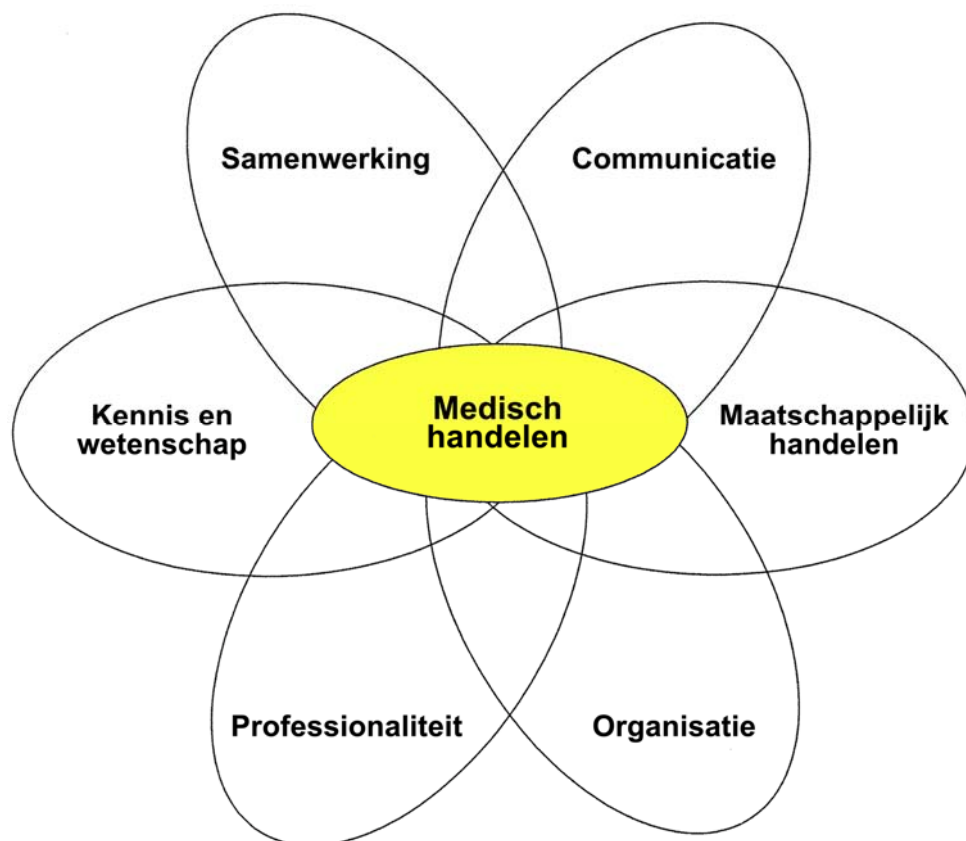 Samenwerking
Communicatie
Kennis en
wetenschap
Medisch
handelen
Maatschappelijk
handelen
Professionaliteit
Organisatie